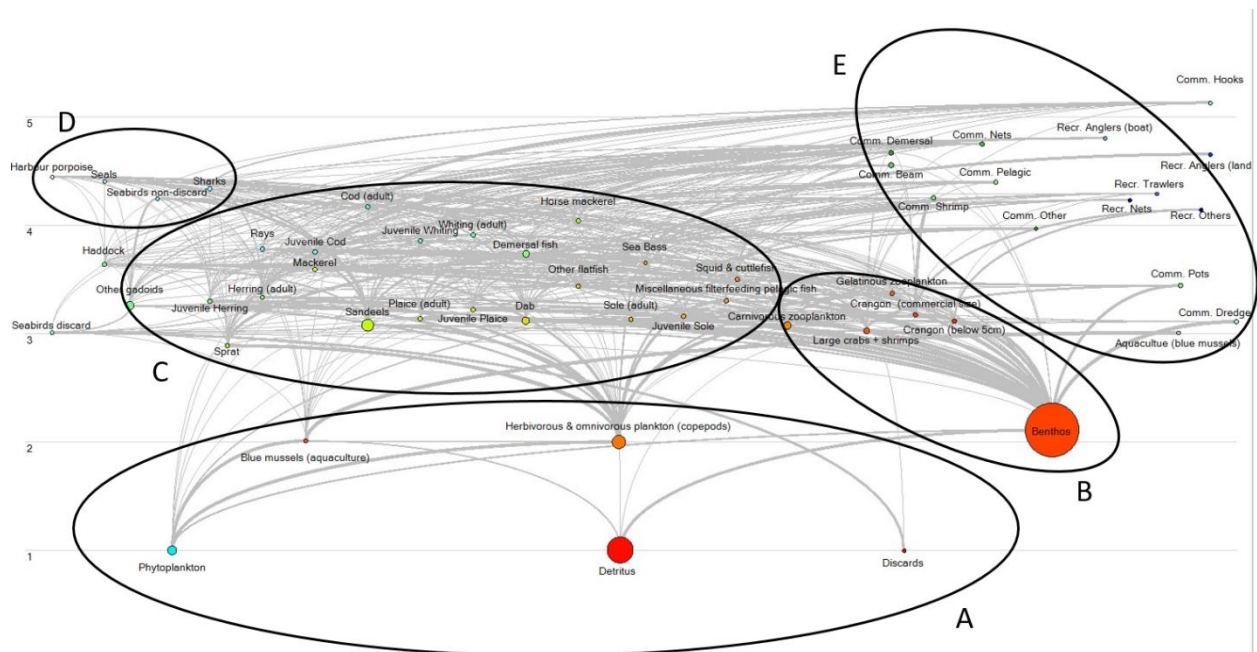 E
Comm. Hooks
5
D
Comm. Demersal
Comm. Nets
Recr. Anglers (boat)
Harbour porpoise
Seals
Sharks
Seabirds non-discard
Comm. Beam
Comm. Pelagic
Recr. Anglers (land
Cod (adult)
Horse mackerel
Comm. Shrimp
Recr. Trawlers
Recr. Nets
Recr. Others
4
Comm. Other
Rays
Juvenile Whiting
Whiting (adult)
Haddock
Juvenile Cod
Demersal fish
Sea Bass
Mackerel
Other flatfish
Squid & cuttlefish
Gelatinous zooplankton
Comm. Pots
Other gadoids
Herring (adult)
Miscellaneous filterfeeding pelagic fish
Juvenile Herring
Plaice (adult)
Dab
Sole (adult)
Crangon (commercial size)
Sandeels
Juvenile Plaice
Juvenile Sole
Carnivorous zooplankton
Crangon (below 5cm)
Comm. Dredge
Seabirds discard
3
Sprat
Large crabs + shrimps
Aquacultue (blue mussels)
C
Herbivorous & omnivorous plankton (copepods)
Benthos
2
Blue mussels (aquaculture)
B
1
Phytoplankton
Detritus
Discards
A